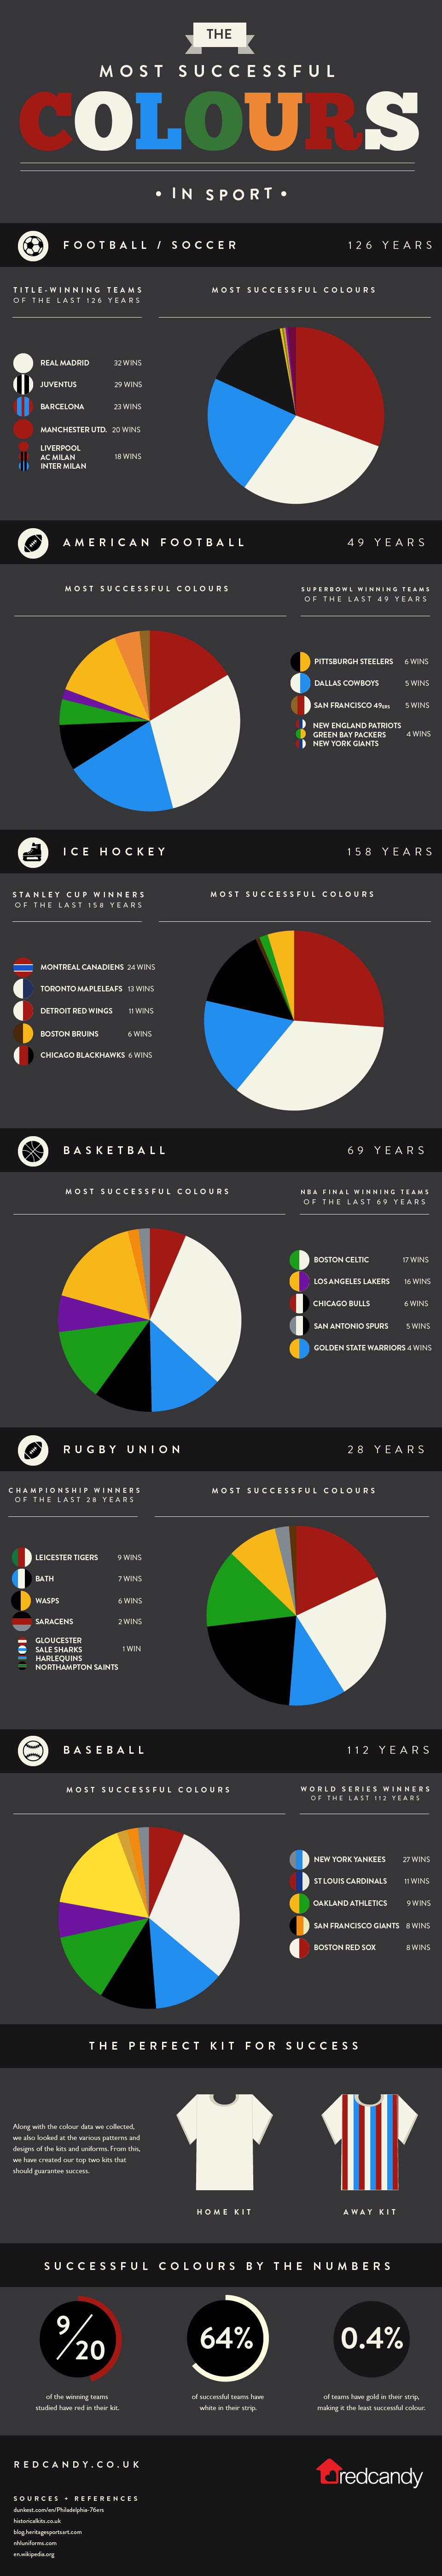 THE
MOST SUCCESSFUL
COLOURS
• IN SPORT •
FOOTBALL / SOCCER
126 YEARS
TITLE-WINNING TEAMS
OF THE LAST 126 YEARS
MOST SUCCESSFUL COLOURS
REAL MADRID 32 WINS
JUVENTUS 29 WINS
BARCELONA 23 WINS
MANCHESTER UTD. 20 WINS
LIVERPOOL
AC MILAN
INTER MILAN
18 WINS
AMERICAN FOOTBALL
49 YEARS
MOST SUCCESSFUL COLOURS
SUPERBOWL WINNING TEAMS
OF THE LAST 49 YEARS
PITTSBURGH STEELERS 6 WINS
DALLAS COWBOYS 5 WINS
SAN FRANCISCO 49ERS 5 WINS
NEW ENGLAND PATRIOTS
GREEN BAY PACKERS
NEW YORK GIANTS
4 WINS
ICE HOCKEY
158 YEARS
STANLEY CUP WINNERS
OF THE LAST 158 YEARS
MOST SUCCESSFUL COLOURS
MONTREAL CANADIENS 24 WINS
TORONTO MAPLELEAFS 13 WINS
DETROIT RED WINGS 11 WINS
BOSTON BRUINS 6 WINS
CHICAGO BLACKHAWKS 6 WINS
BASKETBALL
69 YEARS
MOST SUCCESSFUL COLOURS
NBA FINAL WINNING TEAMS
OF THE LAST 69 YEARS
BOSTON CELTIC 17 WINS
LOS ANGELES LAKERS 16 WINS
CHICAGO BULLS 6 WINS
SAN ANTONIO SPURS 5 WINS
GOLDEN STATE WARRIORS 4 WINS
RUGBY UNION
28 YEARS
CHAMPIONSHIP WINNERS
OF THE LAST 28 YEARS
MOST SUCCESSFUL COLOURS
LEICESTER TIGERS 9 WINS
BATH 7 WINS
WASPS 6 WINS
SARACENS 2 WINS
GLOUCESTER
SALE SHARKS
HARLEQUINS
NORTHAMPTON SAINTS
1 WIN
BASEBALL
112 YEARS
MOST SUCCESSFUL COLOURS
WORLD SERIES WINNERS
OF THE LAST 112 YEARS
NEW YORK YANKEES 27 WINS
ST LOUIS CARDINALS 11 WINS
OAKLAND ATHLETICS 9 WINS
SAN FRANCISCO GIANTS 8 WINS
BOSTON RED SOX 8 WINS
THE PERFECT KIT FOR SUCCESS
Along with the colour data we collected,
we also looked at the various patterns and
designs of the kits and uniforms. From this,
we have created our top two kits that
should guarantee success.
HOME KIT
AWAY KIT
SUCCESSFUL COLOURS BY THE NUMBERS
9/20
of the winning teams
studied have red in their kit.
64%
of successful teams have
white in their strip.
0.4%
of teams have gold in their strip,
making it the least successful colour.
REDCANDY.CO.UK
redcandy
SOURCES + REFERENCES
dunkest.com/en/Philadelphia-76ers
historicalkits.co.uk
blog.heritagesportsart.com
nhluniforms.com
en.wikipedia.org